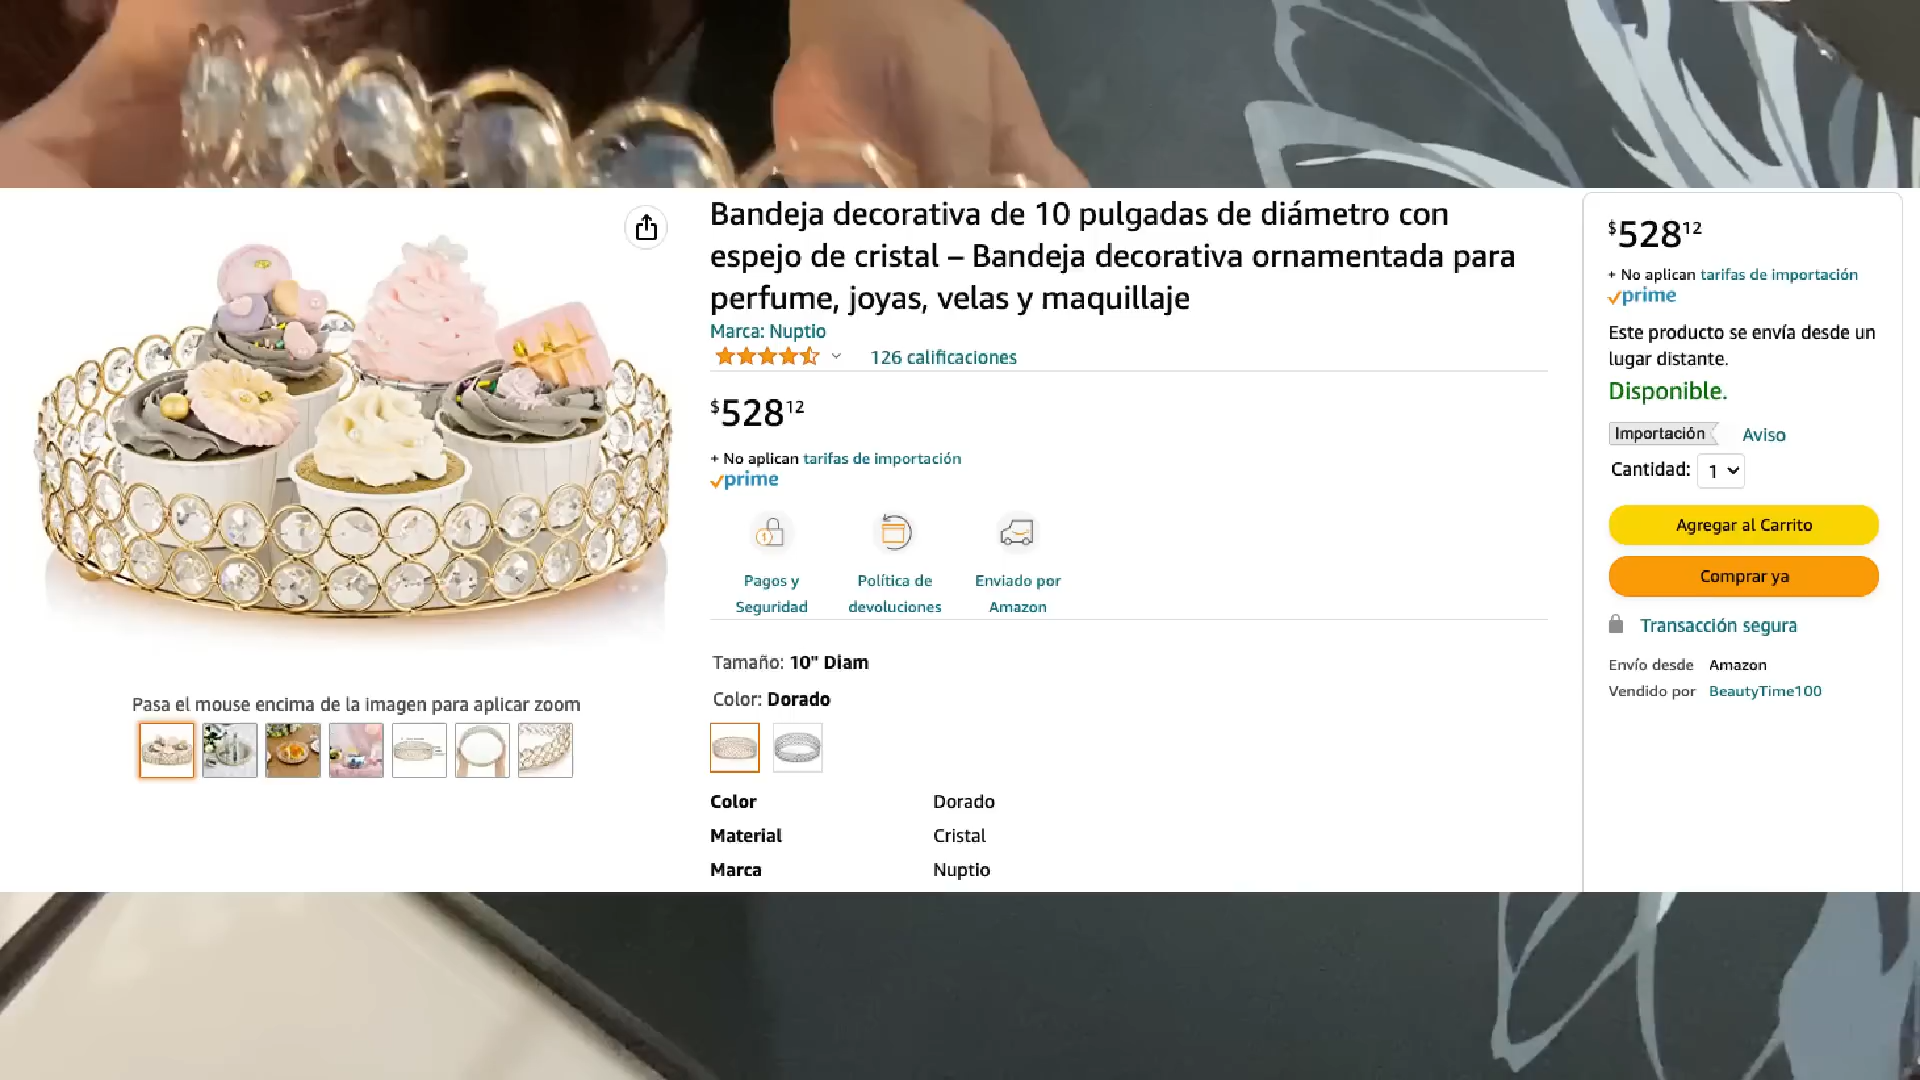 Bandeja decorativa de 10 pulgadas de diámetro con
espejo de cristal – Bandeja decorativa ornamentada para
perfume, joyas, velas y maquillaje
Marca: Nuptio
126 calificaciones
$528 12
+ No aplican tarifas de importación
prime
Pagos y
Seguridad
Política de
devoluciones
Enviado por
Amazon
Tamaño: 10" Diam
Color: Dorado
Color Dorado
Material Cristal
Marca Nuptio
Pasa el mouse encima de la imagen para aplicar zoom
$528 12
+ No aplican tarifas de importación
prime
Este producto se envía desde un
lugar distante.
Disponible.
Importación Aviso
Cantidad: 1
Agregar al Carrito
Comprar ya
Transacción segura
Envío desde Amazon
Vendido por BeautyTime100